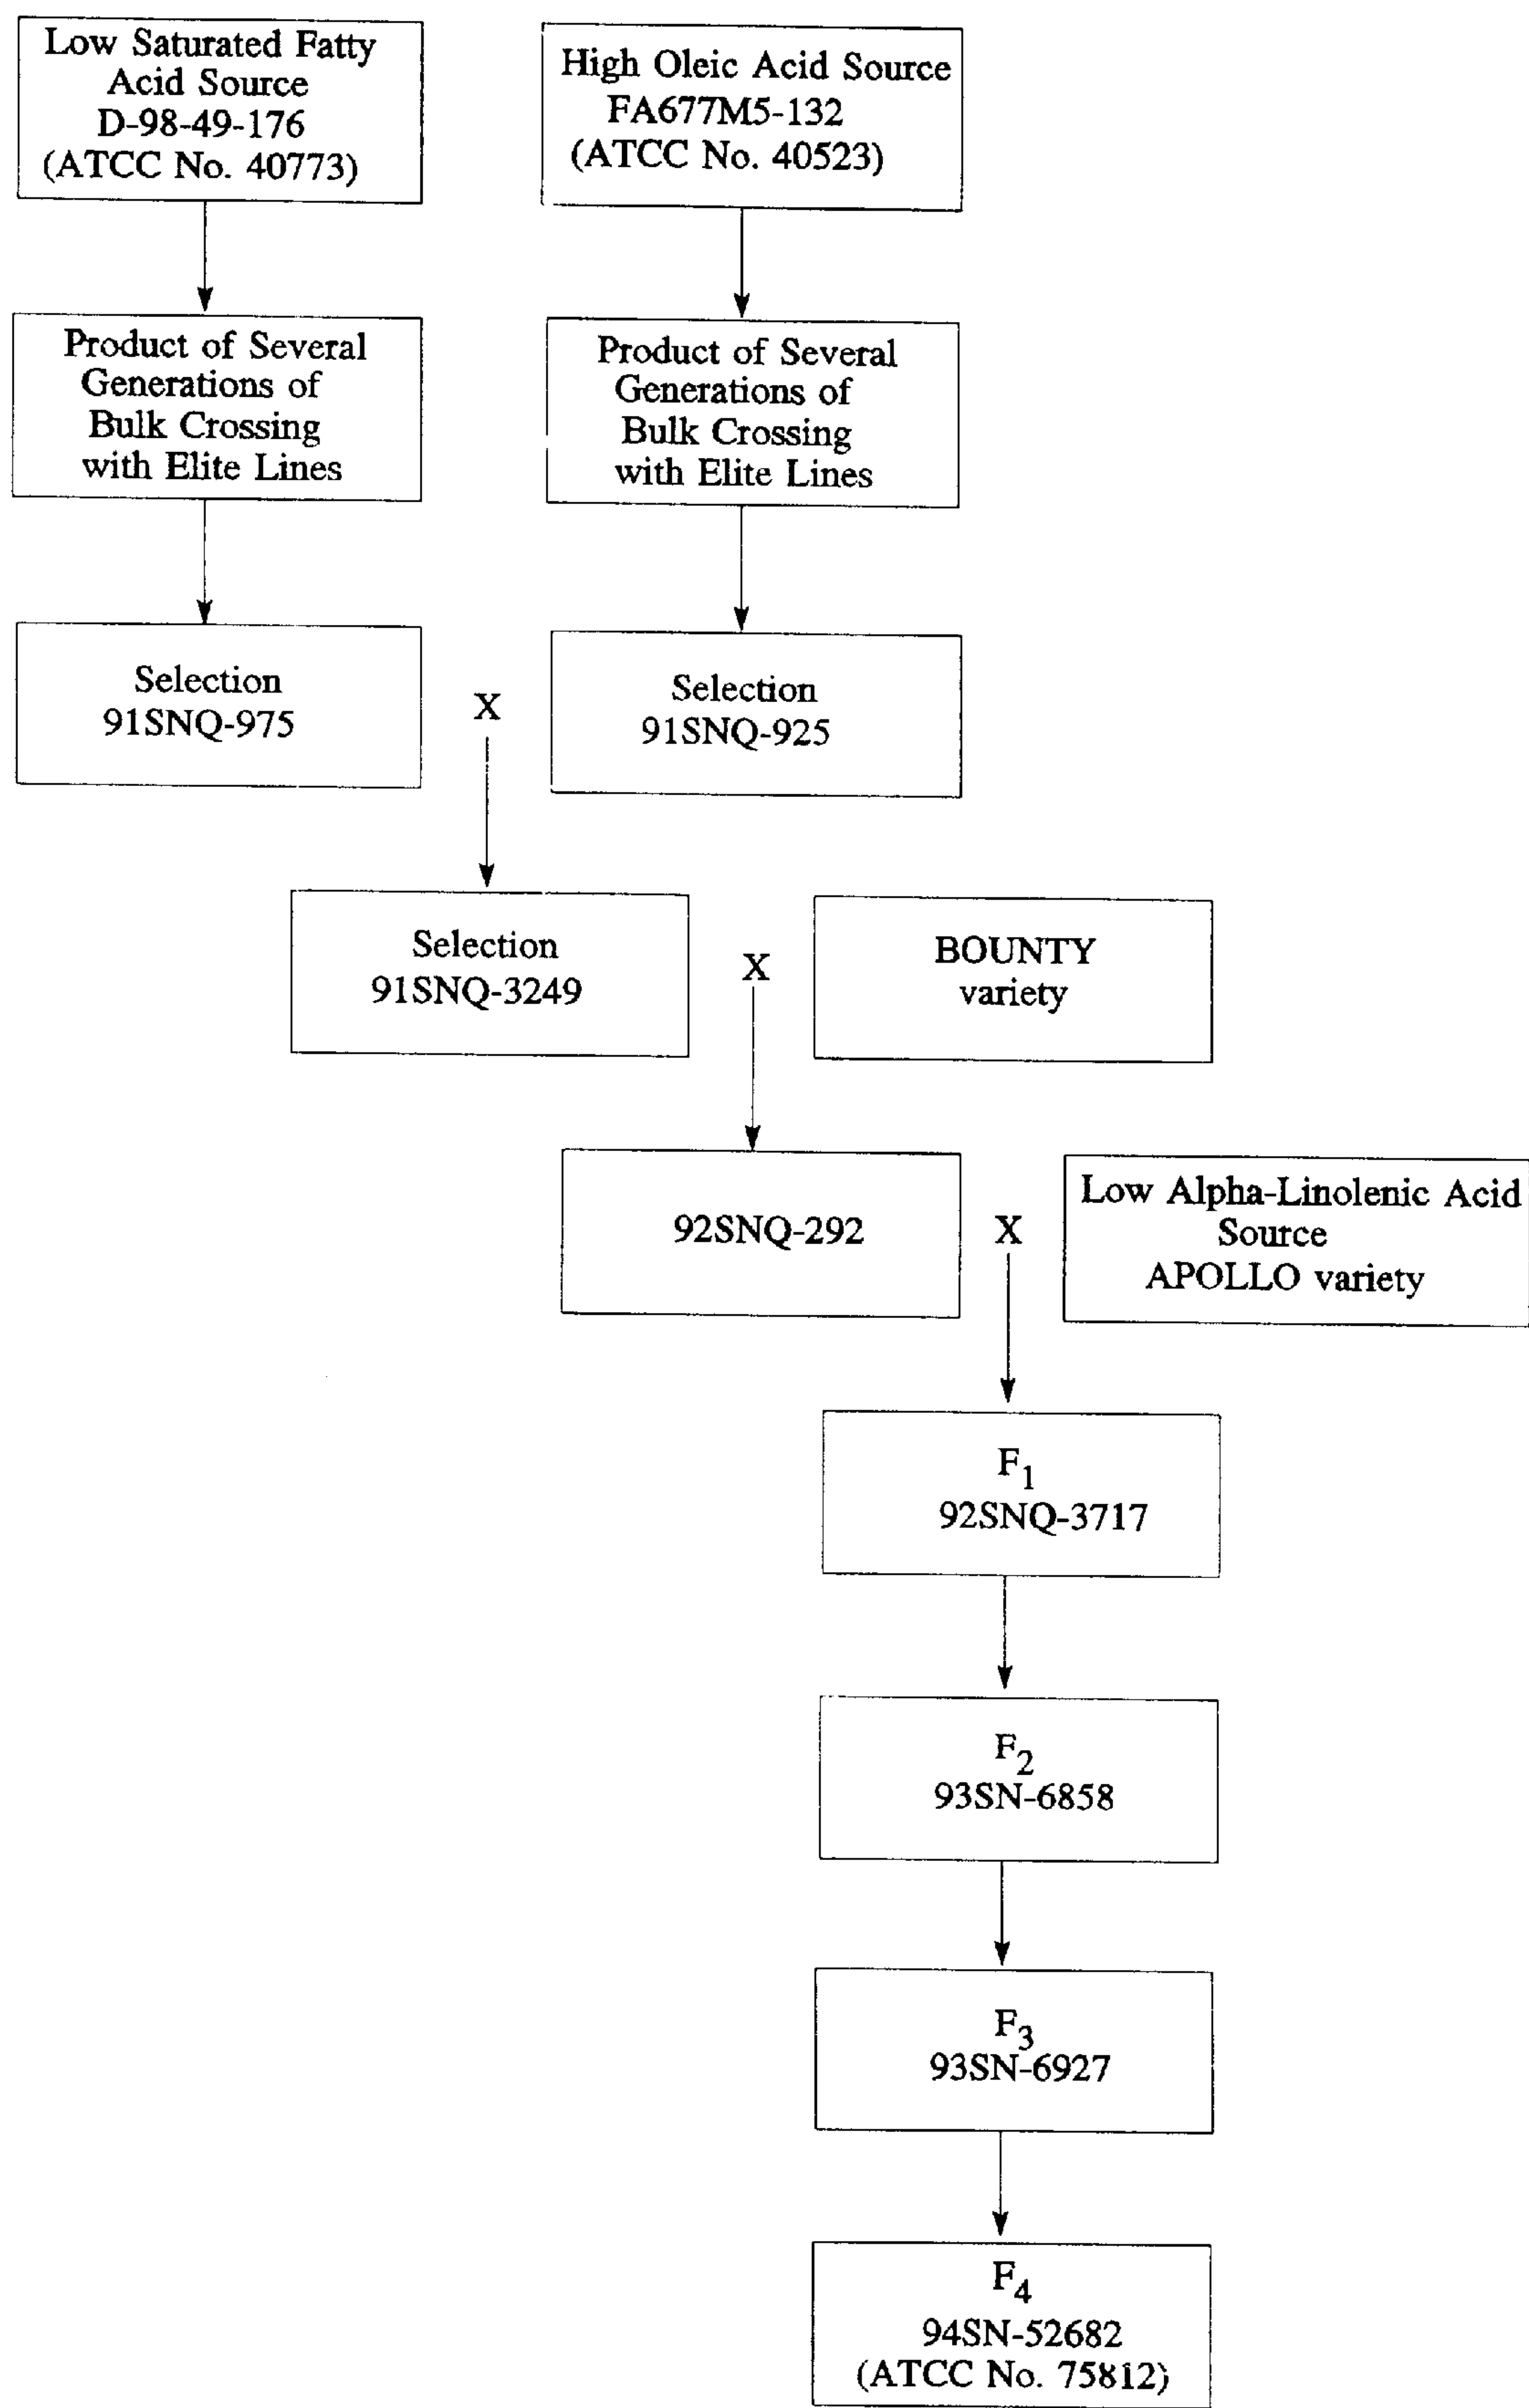 Low Saturated Fatty
Acid Source
D-98-49-176
(ATCC No. 40773)
High Oleic Acid Source
FA677M5-132
(ATCC No. 40523)
Product of Several
Generations of
Bulk Crossing
with Elite Lines
Product of Several
Generations of
Bulk Crossing
with Elite Lines
Selection
91SNQ-975
X
Selection
91SNQ-925
Selection
91SNQ-3249
X
BOUNTY
variety
92SNQ-292
X
Low Alpha-Linolenic Acid
Source
APOLLO variety
F1
92SNQ-3717
F2
93SN-6858
F3
93SN-6927
F4
94SN-52682
(ATCC No. 75812)